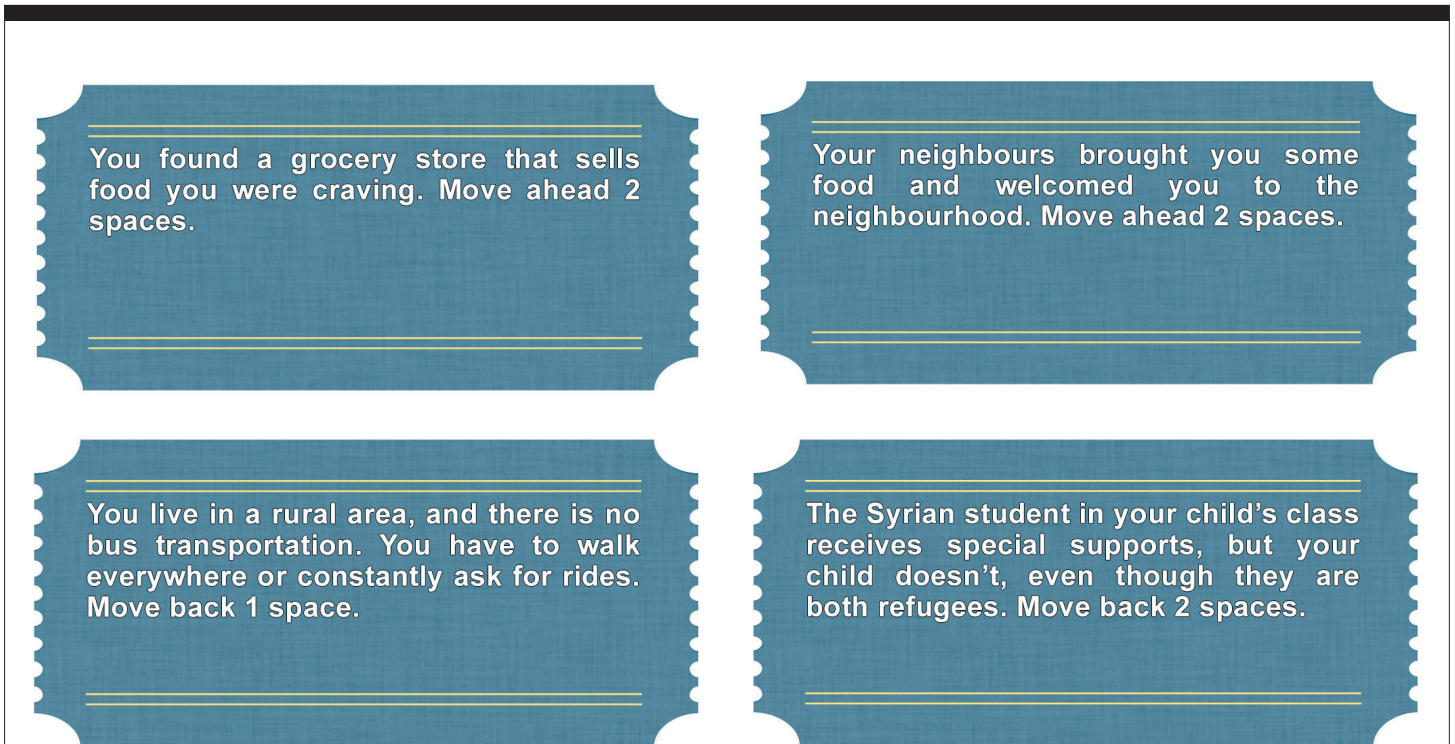 You found a grocery store that sells
food you were craving. Move ahead 2
spaces.
Your neighbours brought you some
food and welcomed you to the
neighbourhood. Move ahead 2 spaces.
You live in a rural area, and there is no
bus transportation. You have to walk
everywhere or constantly ask for rides.
Move back 1 space.
The Syrian student in your child’s class
receives special supports, but your
child doesn’t, even though they are
both refugees. Move back 2 spaces.